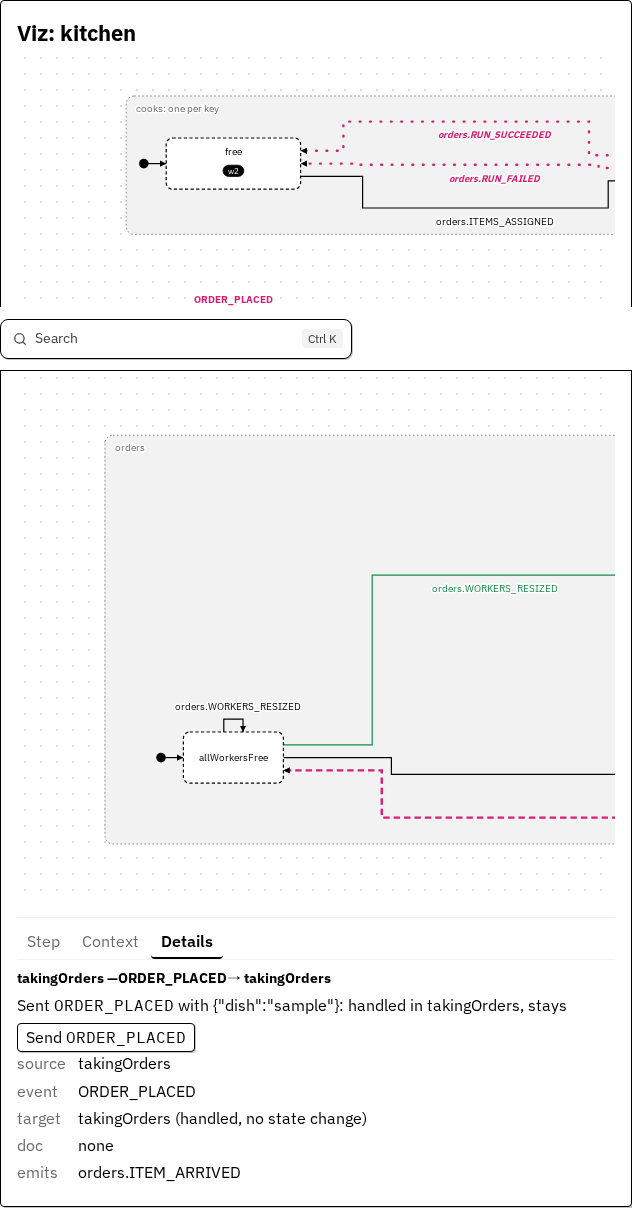 Viz: kitchen
cooks: one per key
free
w2
orders.RUN_SUCCEEDED
orders.RUN_FAILED
orders.ITEMS_ASSIGNED
ORDER_PLACED
Search
Ctrl K
orders
orders.WORKERS_RESIZED
orders.WORKERS_RESIZED
allWorkersFree
Step Context Details
takingOrders —ORDER_PLACED→ takingOrders
Sent ORDER_PLACED with {"dish":"sample"}: handled in takingOrders, stays
Send ORDER_PLACED
source takingOrders
event ORDER_PLACED
target takingOrders (handled, no state change)
doc none
emits orders.ITEM_ARRIVED